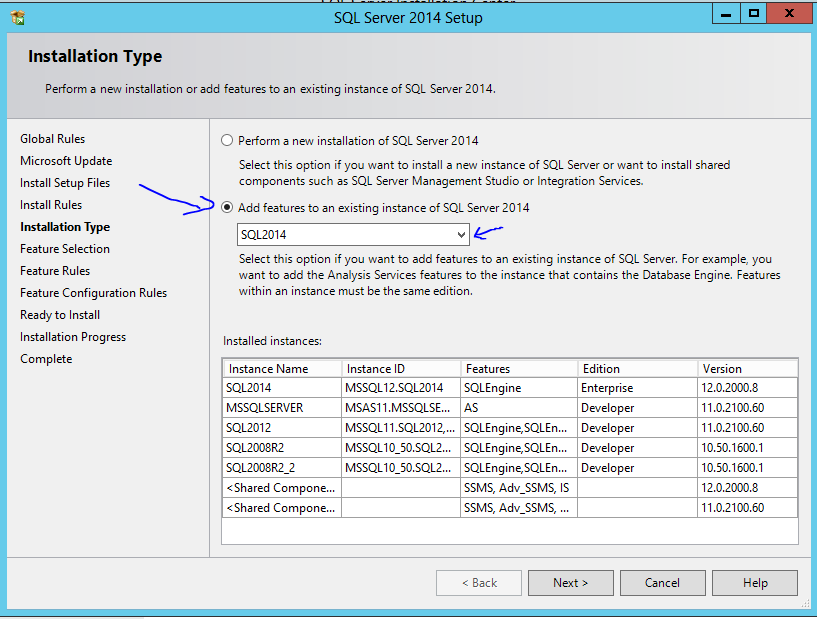 SQL Server 2014 Setup
Installation Type
Perform a new installation or add features to an existing instance of SQL Server 2014.
Global Rules
Microsoft Update
Install Setup Files
Install Rules
Installation Type
Feature Selection
Feature Rules
Feature Configuration Rules
Ready to Install
Installation Progress
Complete
Perform a new installation of SQL Server 2014
Select this option if you want to install a new instance of SQL Server or want to install shared
components such as SQL Server Management Studio or Integration Services.
Add features to an existing instance of SQL Server 2014
SQL2014
Select this option if you want to add features to an existing instance of SQL Server. For example, you
want to add the Analysis Services features to the instance that contains the Database Engine. Features
within an instance must be the same edition.
Installed instances:
Instance Name Instance ID Features Edition Version
SQL2014 MSSQL12.SQL2014 SQLEngine Enterprise 12.0.2000.8
MSSQLSERVER MSAS11.MSSQLSE... AS Developer 11.0.2100.60
SQL2012 MSSQL11.SQL2012,... SQLEngine,SQLEn... Developer 11.0.2100.60
SQL2008R2 MSSQL10_50.SQL2... SQLEngine,SQLEn... Developer 10.50.1600.1
SQL2008R2_2 MSSQL10_50.SQL2... SQLEngine,SQLEn... Developer 10.50.1600.1
<Shared Compone... SSMS, Adv_SSMS, IS 12.0.2000.8
<Shared Compone... SSMS, Adv_SSMS, ... 11.0.2100.60
< Back Next > Cancel Help